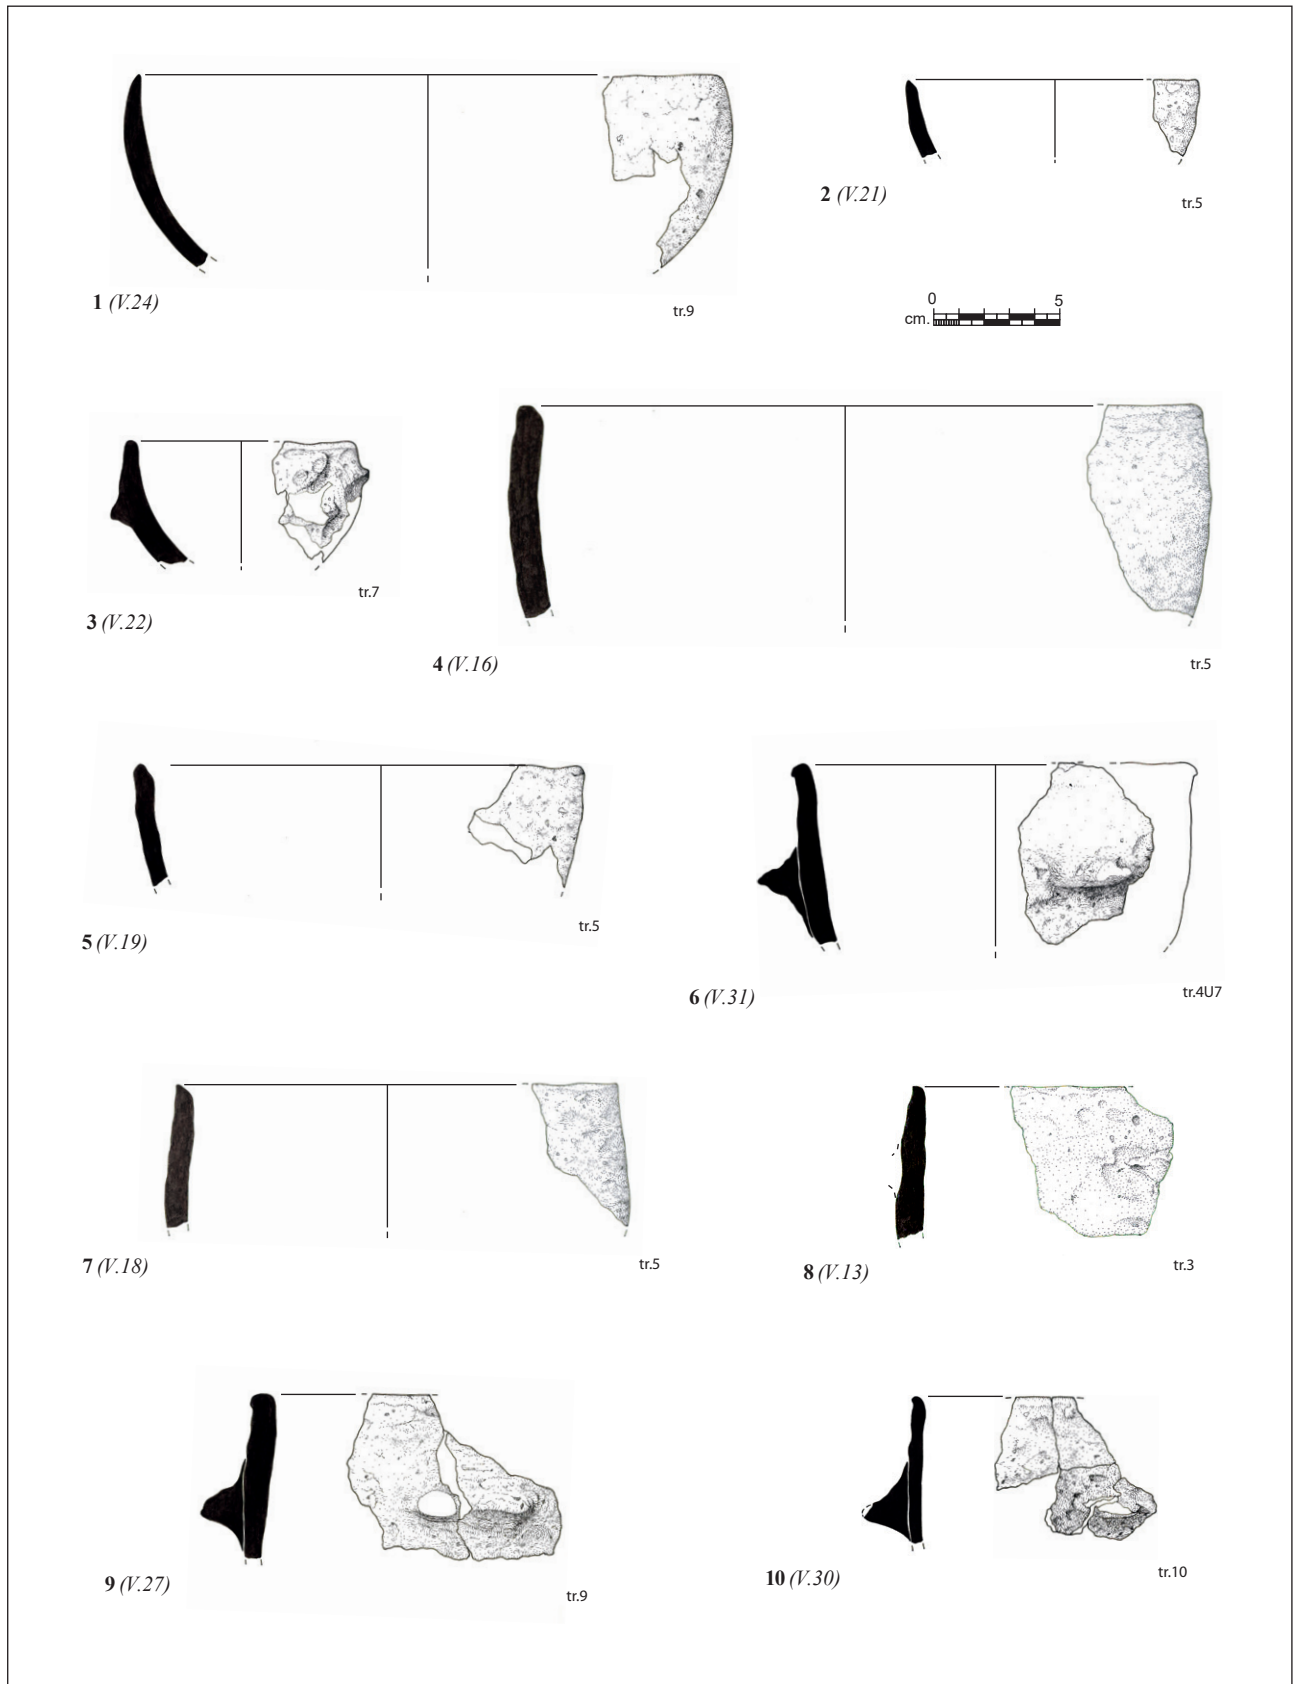 1 (V.24)
tr.9
2 (V.21)
tr.5
0 5
cm.
3 (V.22)
tr.7
4 (V.16)
tr.5
5 (V.19)
tr.5
6 (V.31)
tr.4U7
7 (V.18)
tr.5
8 (V.13)
tr.3
9 (V.27)
tr.9
10 (V.30)
tr.10